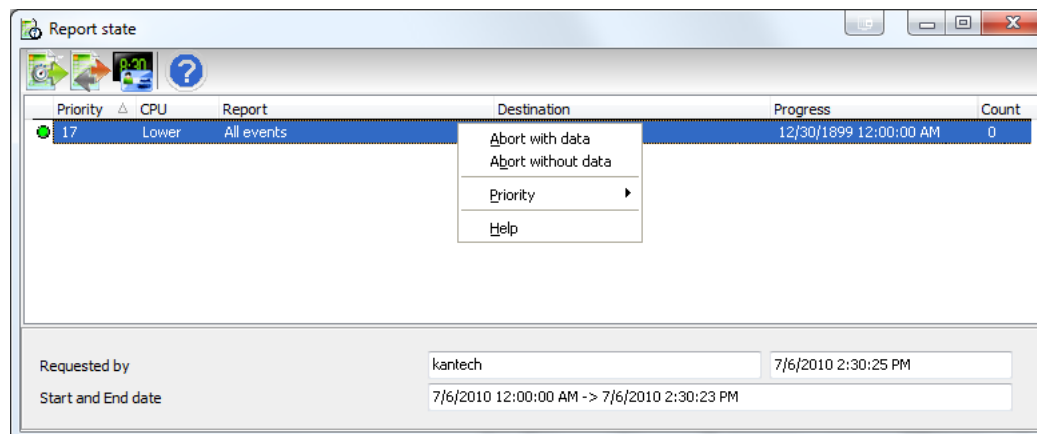 Report state
8:30
Priority CPU Report Destination Progress Count
17 Lower All events 12/30/1899 12:00:00 AM 0
Abort with data
Abort without data
Priority
Help
Requested by kantech 7/6/2010 2:30:25 PM
Start and End date 7/6/2010 12:00:00 AM -> 7/6/2010 2:30:23 PM